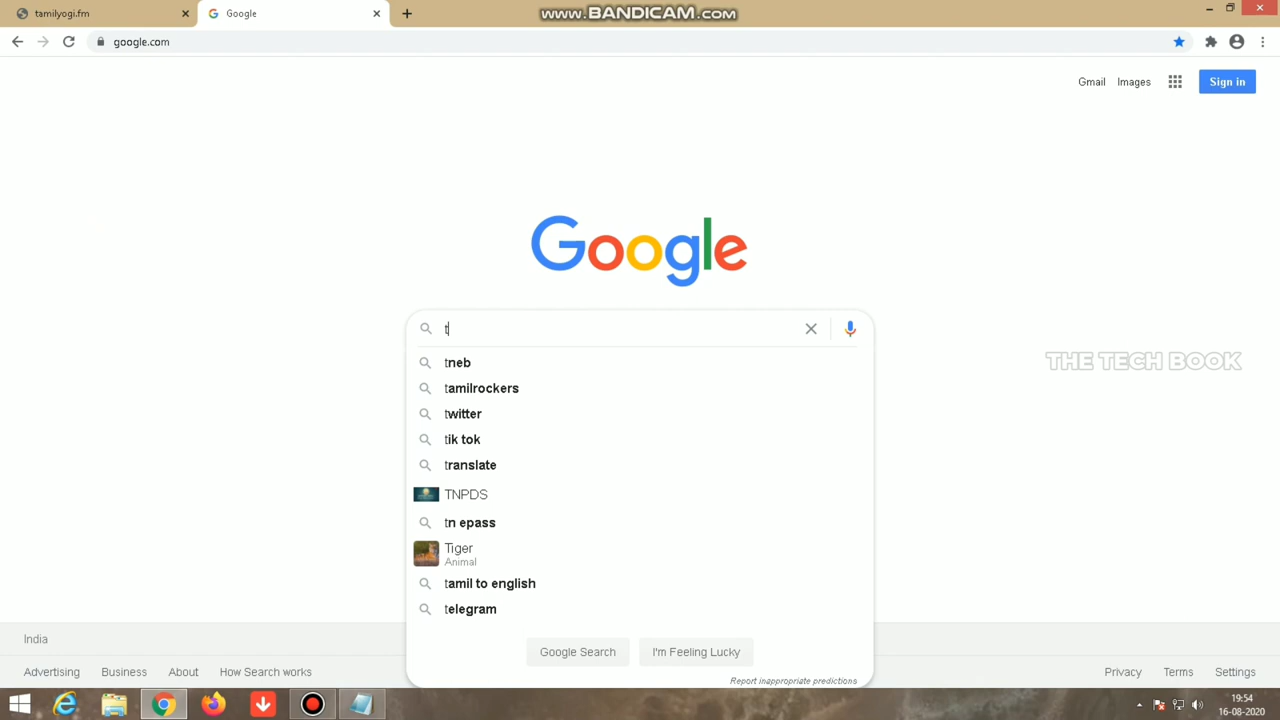 tamilyogi.fm
Google
www.BANDICAM.com
google.com
Gmail Images Sign in
Google
t
tneb
tamilrockers
THE TECH BOOK
twitter
tik tok
translate
TNPDS
tn epass
Tiger
Animal
tamil to english
telegram
India
Google Search I'm Feeling Lucky
Advertising Business About How Search works
Privacy Terms Settings
Report inappropriate predictions
19:54
16-08-2020